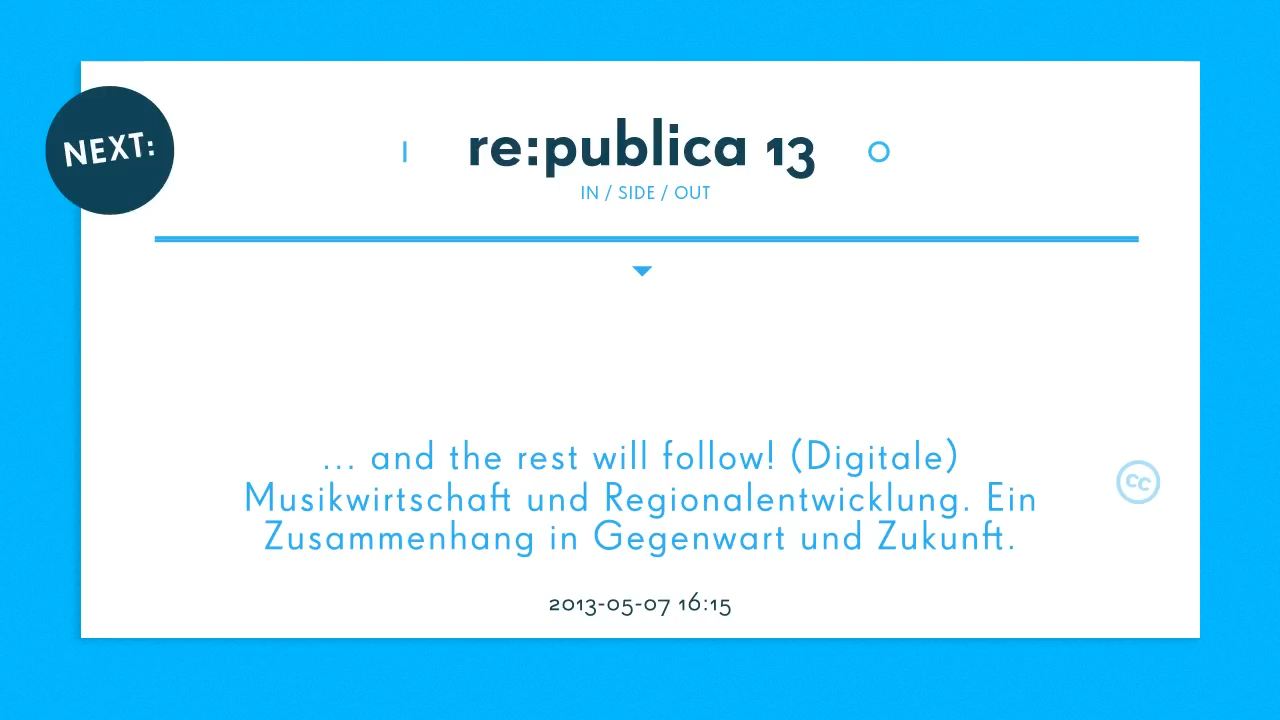 NEXT:
I re:publica 13 O
IN / SIDE / OUT
... and the rest will follow! (Digitale)
Musikwirtschaft und Regionalentwicklung. Ein
Zusammenhang in Gegenwart und Zukunft.
cc
2013-05-07 16:15